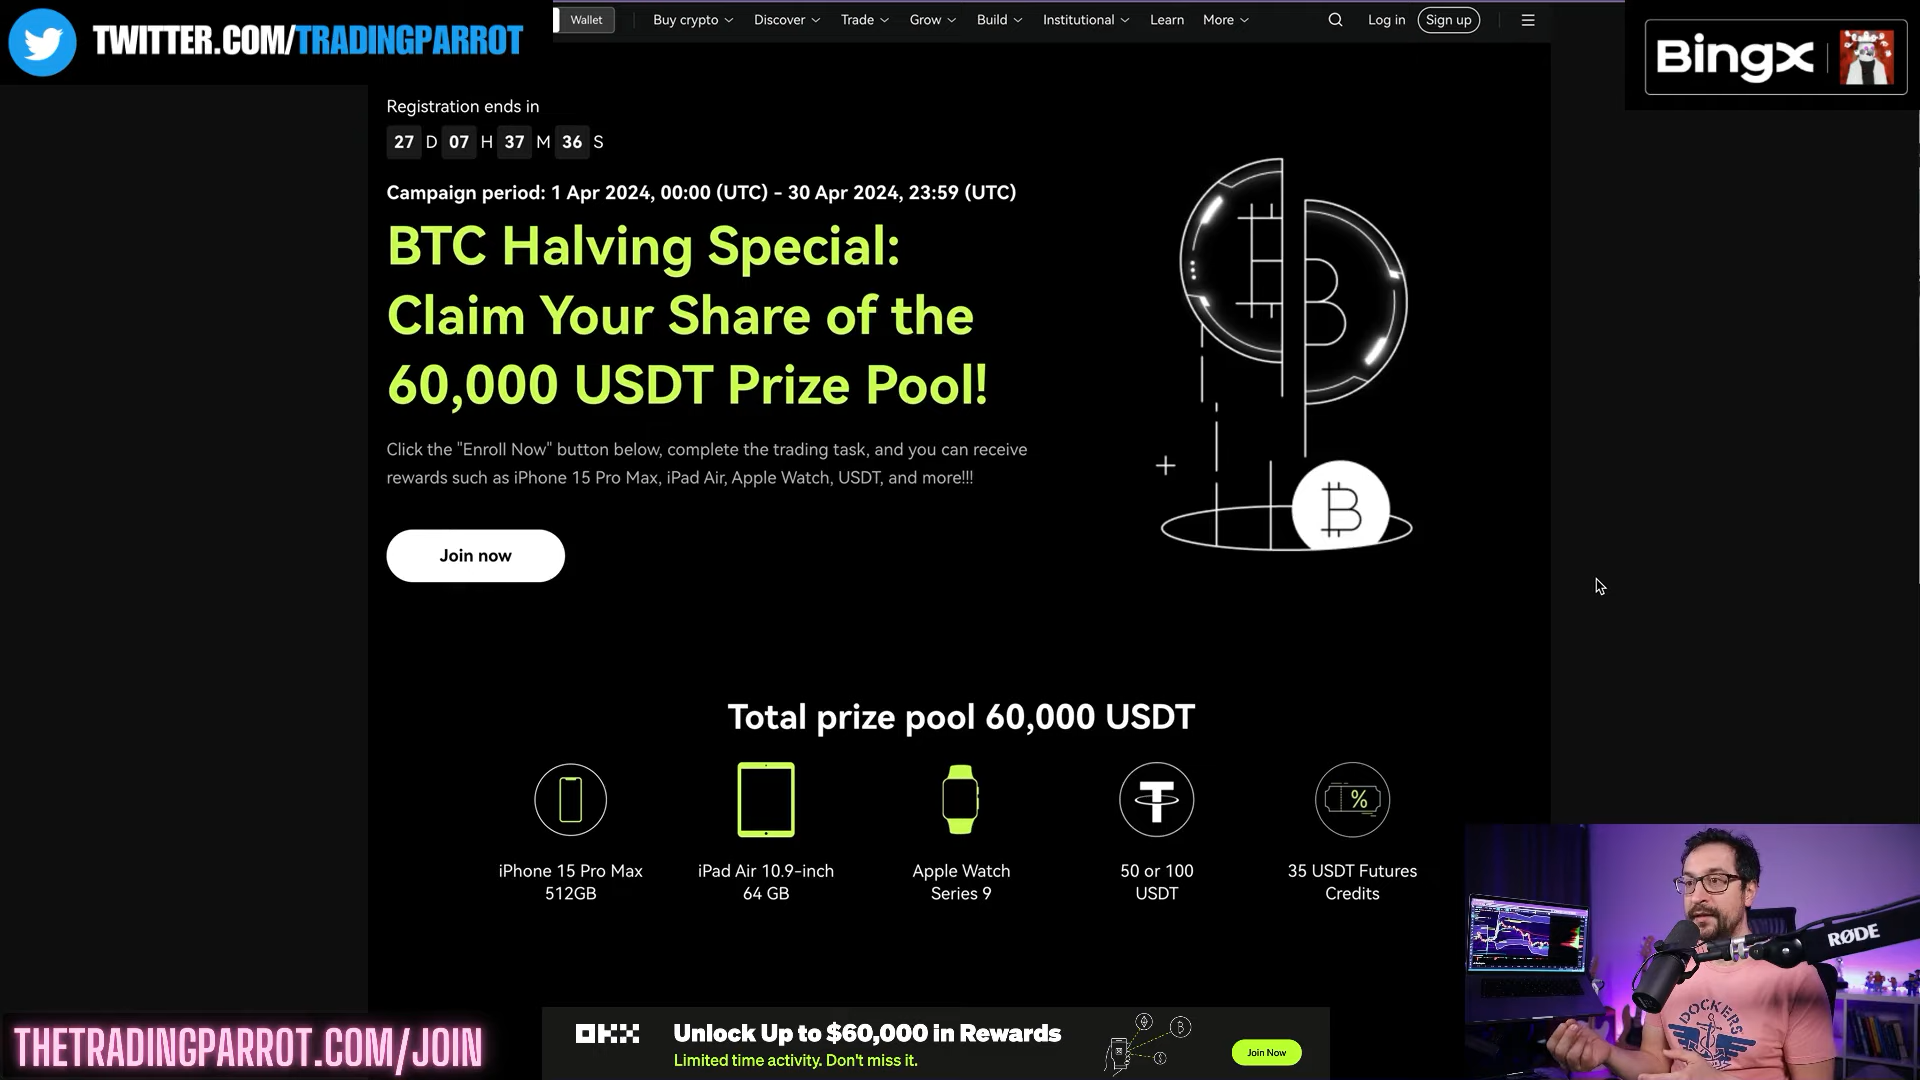 TWITTER.COM/TRADINGPARROT
Wallet
Buy crypto
Discover
Trade
Grow
Build
Institutional
Learn
More
Log in
Sign up
BingX
Registration ends in
27 D 07 H 37 M 36 S
Campaign period: 1 Apr 2024, 00:00 (UTC) - 30 Apr 2024, 23:59 (UTC)
BTC Halving Special:
Claim Your Share of the
60,000 USDT Prize Pool!
Click the "Enroll Now" button below, complete the trading task, and you can receive
rewards such as iPhone 15 Pro Max, iPad Air, Apple Watch, USDT, and more!!!
Join now
Total prize pool 60,000 USDT
iPhone 15 Pro Max
512GB
iPad Air 10.9-inch
64 GB
Apple Watch
Series 9
50 or 100
USDT
35 USDT Futures
Credits
RØDE
DOCKERS
THETRADINGPARROT.COM/JOIN
OKX
Unlock Up to $60,000 in Rewards
Limited time activity. Don't miss it.
Join Now